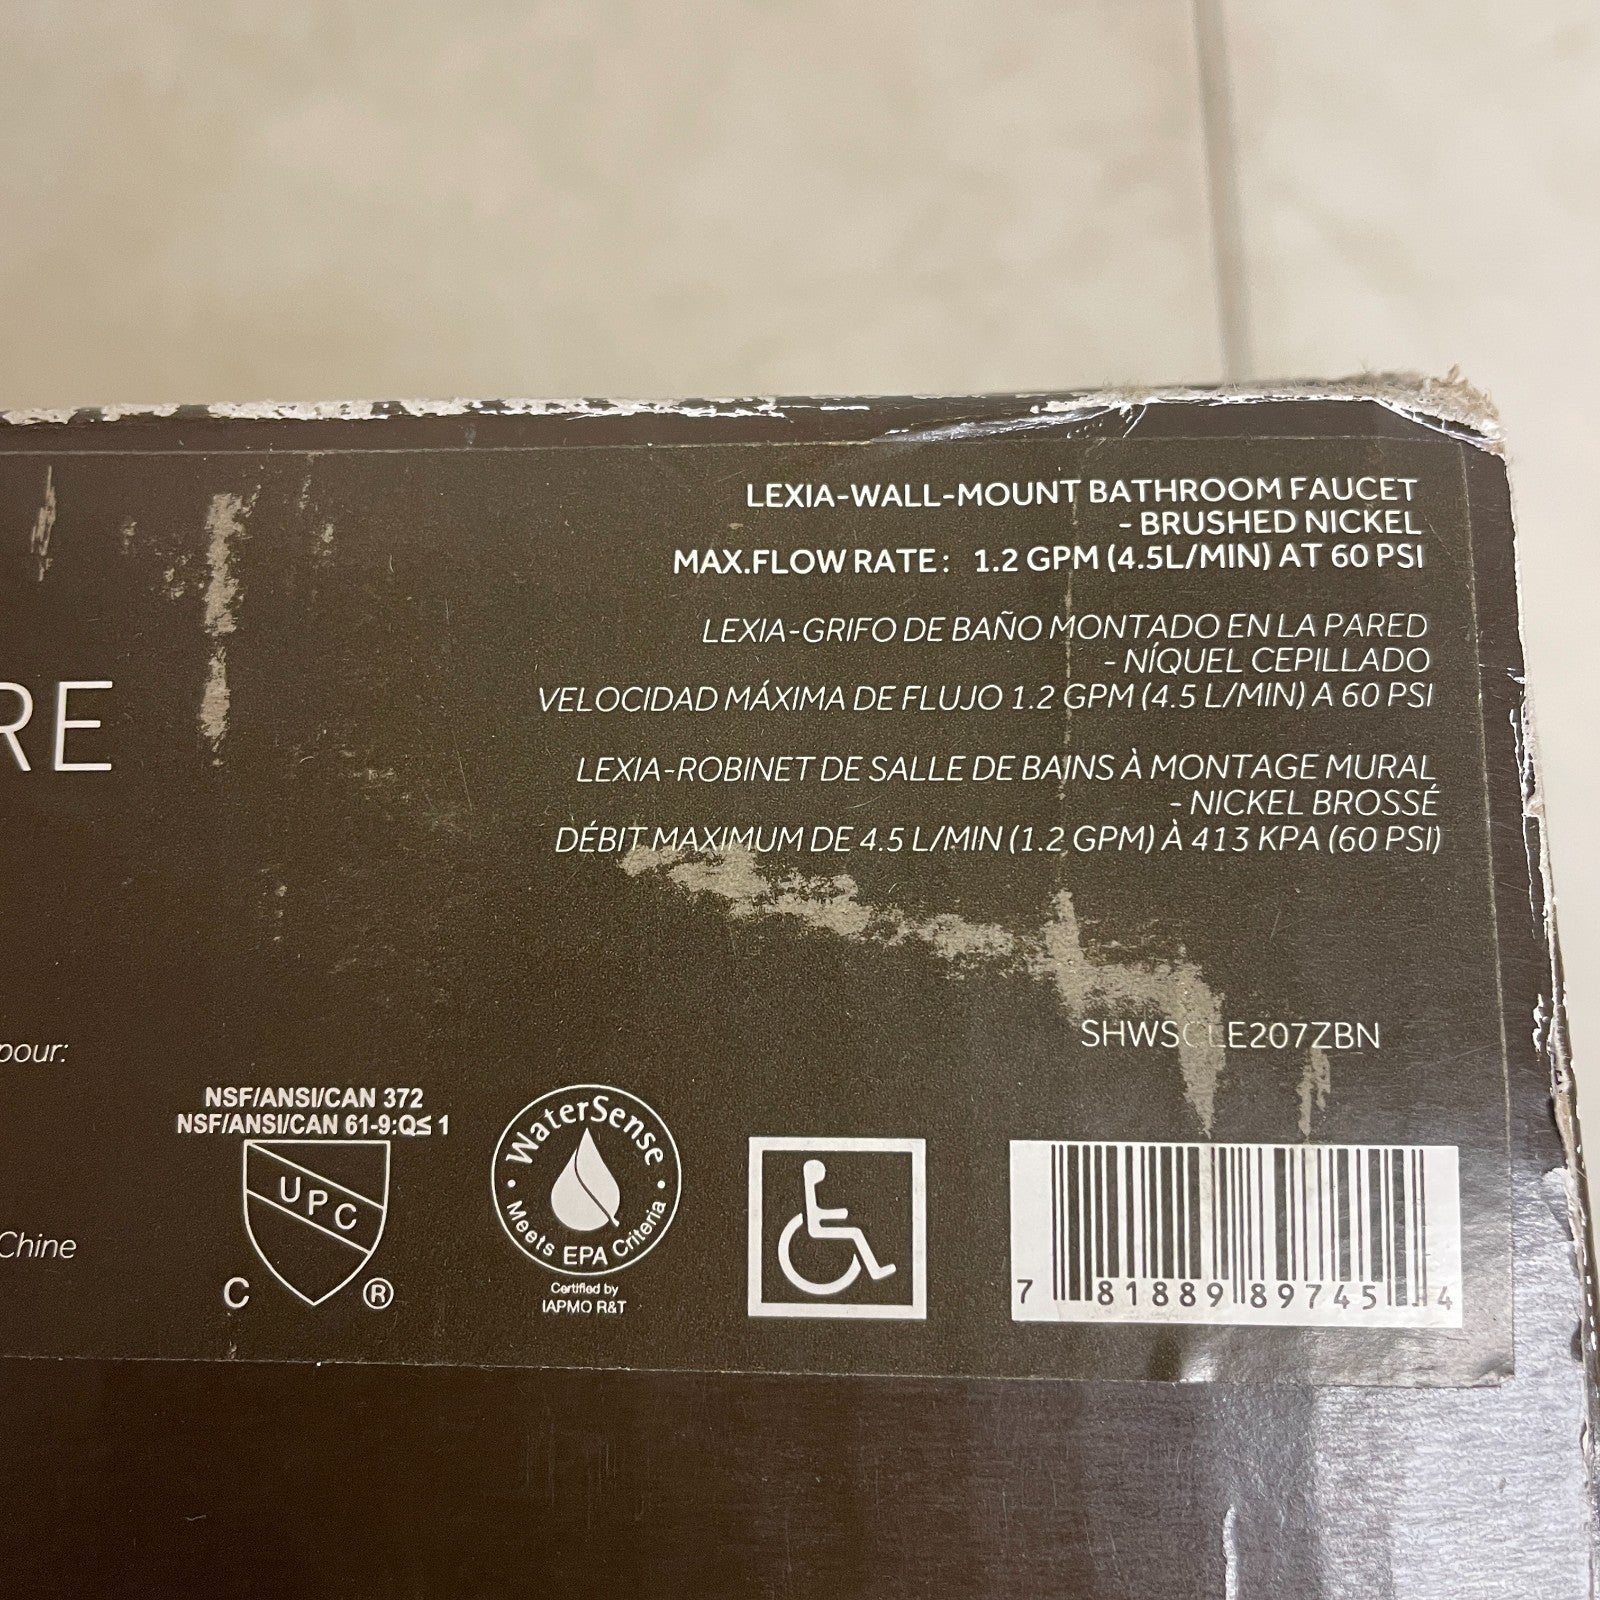 LEXIA-WALL-MOUNT BATHROOM FAUCET
- BRUSHED NICKEL
MAX.FLOW RATE: 1.2 GPM (4.5L/MIN) AT 60 PSI
LEXIA-GRIFO DE BAÑO MONTADO EN LA PARED
- NÍQUEL CEPILLADO
VELOCIDAD MÁXIMA DE FLUJO 1.2 GPM (4.5 L/MIN) A 60 PSI
LEXIA-ROBINET DE SALLE DE BAINS À MONTAGE MURAL
- NICKEL BROSSÉ
DÉBIT MAXIMUM DE 4.5 L/MIN (1.2 GPM) À 413 KPA (60 PSI)
RE
pour:
Chine
NSF/ANSI/CAN 372
NSF/ANSI/CAN 61-9:Q≤ 1
UPC
C ®
WaterSense
Meets EPA Criteria
Certified by
IAPMO R&T
7 81889 89745 4